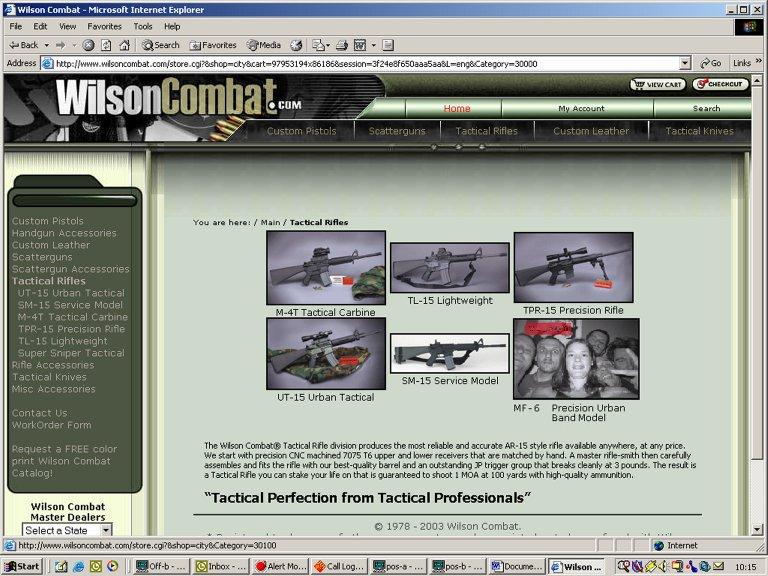 Wilson Combat - Microsoft Internet Explorer
File Edit View Favorites Tools Help
Back Search Favorites Media
Address http://www.wilsoncombat.com/store.cgi?&shop=city&cart=97953194x86186&session=3f24e8f650aaa5aa&L=eng&Category=30000 Go Links »
WilsonCombat.com
VIEW CART CHECKOUT
Home My Account Search
Custom Pistols Scatterguns Tactical Rifles Custom Leather Tactical Knives
Custom Pistols
Handgun Accessories
Custom Leather
Scatterguns
Scattergun Accessories
Tactical Rifles
UT-15 Urban Tactical
SM-15 Service Model
M-4T Tactical Carbine
TPR-15 Precision Rifle
TL-15 Lightweight
Super Sniper Tactical
Rifle Accessories
Tactical Knives
Misc Accessories
Contact Us
WorkOrder Form
Request a FREE color
print Wilson Combat
Catalog!
Wilson Combat
Master Dealers
Select a State
You are here: / Main / Tactical Rifles
M-4T Tactical Carbine
TL-15 Lightweight
TPR-15 Precision Rifle
UT-15 Urban Tactical
SM-15 Service Model
MF-6 Precision Urban
Band Model
The Wilson Combat® Tactical Rifle division produces the most reliable and accurate AR-15 style rifle available anywhere, at any price.
We start with precision CNC machined 7075 T6 upper and lower receivers that are matched by hand. A master rifle-smith then carefully
assembles and fits the rifle with our best-quality barrel and an outstanding JP trigger group that breaks cleanly at 3 pounds. The result is
a Tactical Rifle you can stake your life on that is guaranteed to shoot 1 MOA at 100 yards with high-quality ammunition.
"Tactical Perfection from Tactical Professionals"
© 1978 - 2003 Wilson Combat.
http://www.wilsoncombat.com/store.cgi?&shop=city&Category=30100 Internet
Start Off-b - ... Inbox - ... Alert Mo... Call Log... pos-a - ... pos-b - ... Docume... Wilson ... 10:15